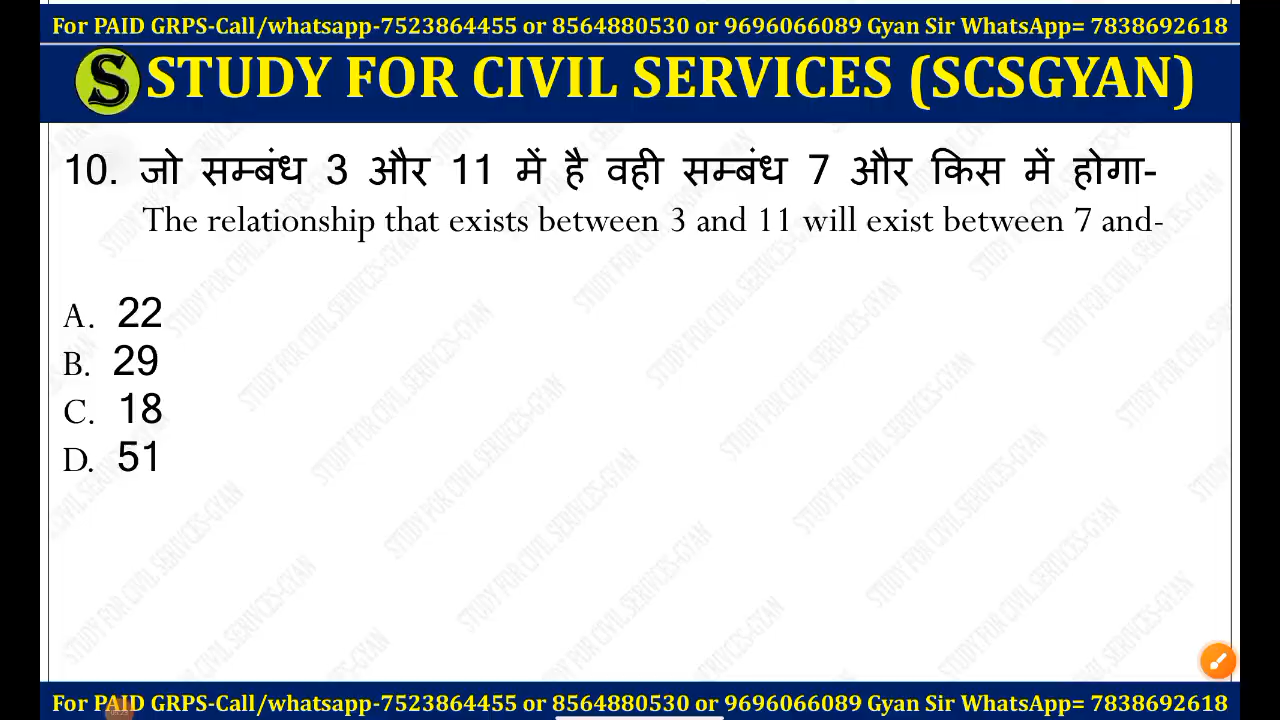 For PAID GRPS-Call/whatsapp-7523864455 or 8564880530 or 9696066089 Gyan Sir WhatsApp= 7838692618
S STUDY FOR CIVIL SERVICES (SCSGYAN)
10. जो सम्बंध 3 और 11 में है वही सम्बंध 7 और किस में होगा-
The relationship that exists between 3 and 11 will exist between 7 and-
A. 22
B. 29
C. 18
D. 51
For PAID GRPS-Call/whatsapp-7523864455 or 8564880530 or 9696066089 Gyan Sir WhatsApp= 7838692618